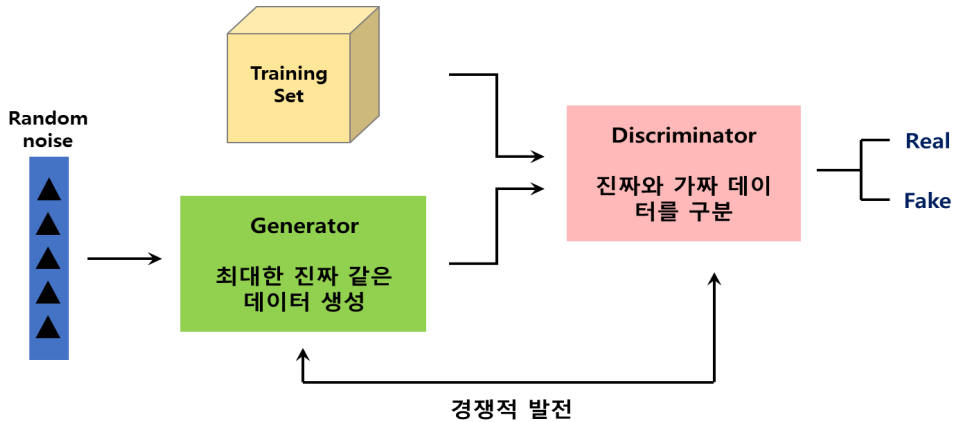 Training
Set
Random
noise
Generator
최대한 진짜 같은
데이터 생성
Discriminator
진짜와 가짜 데이
터를 구분
Real
Fake
경쟁적 발전